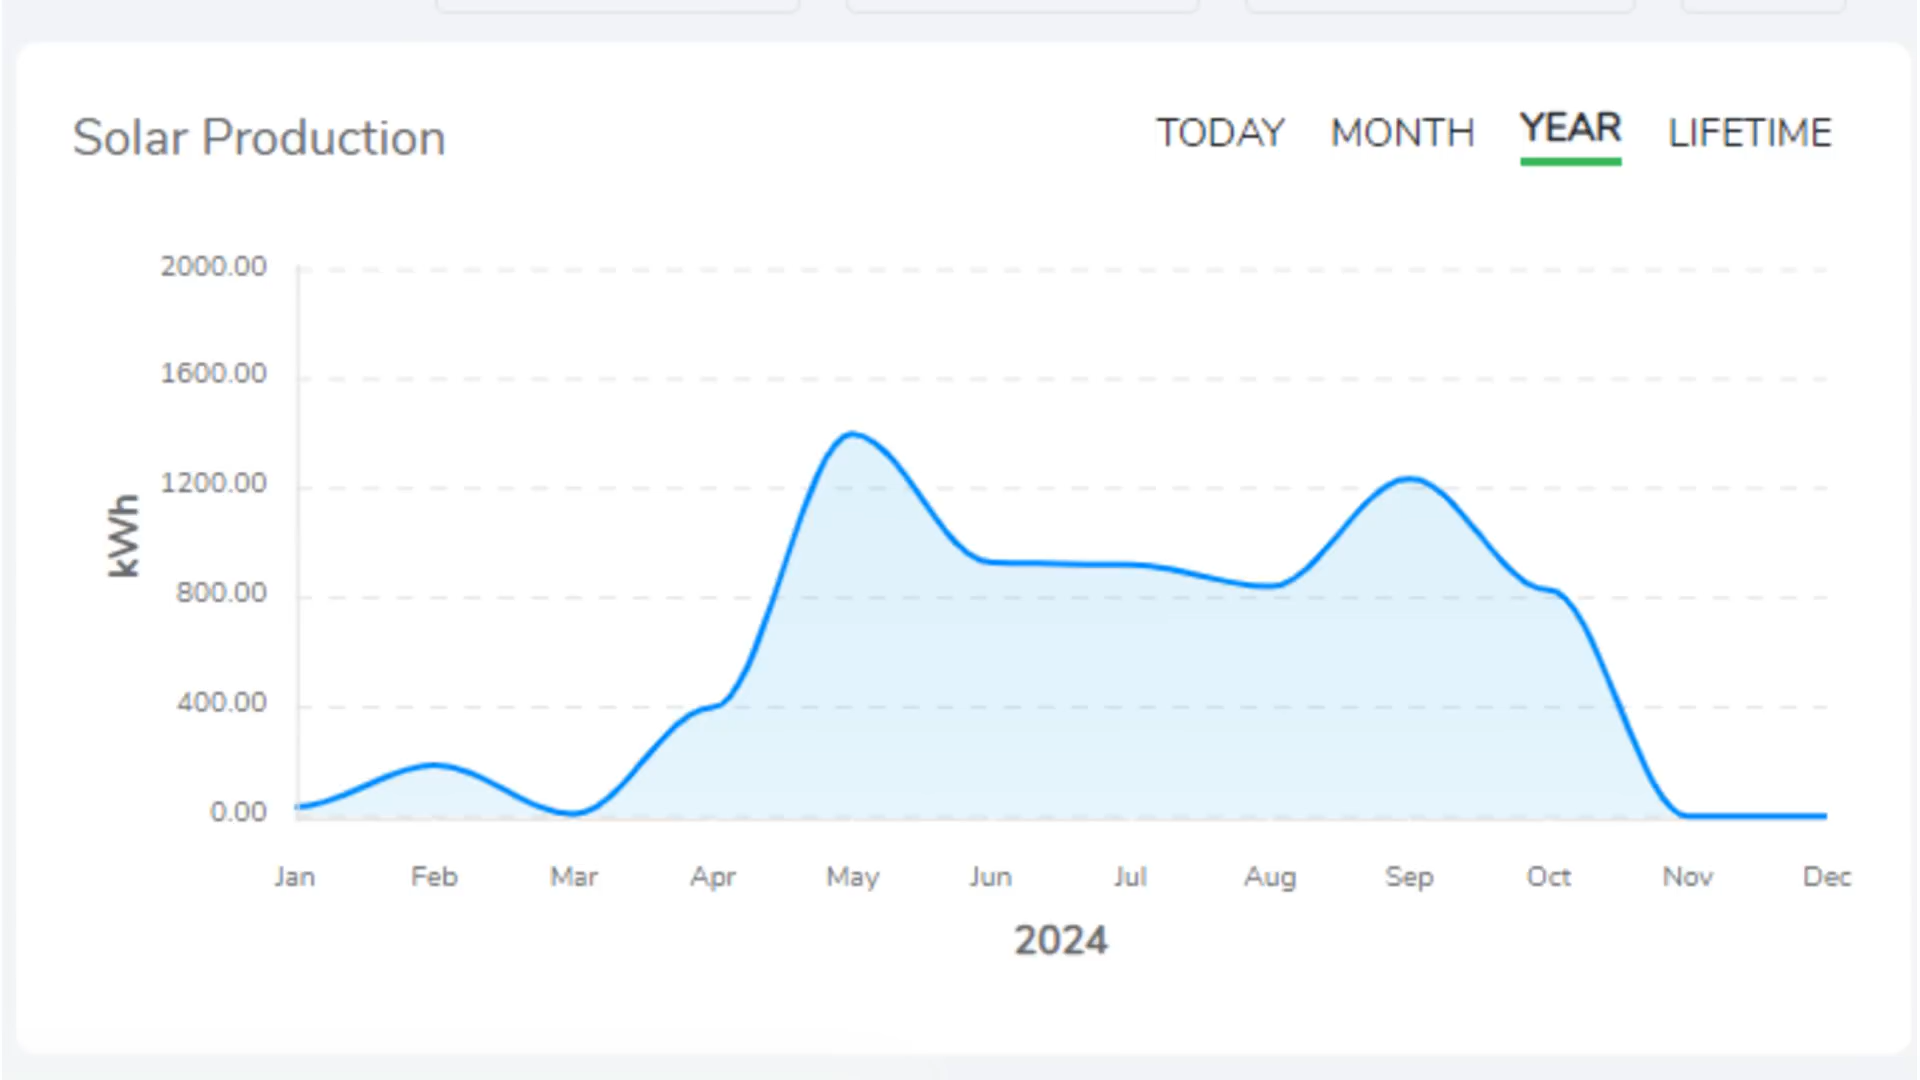 Solar Production
TODAY MONTH YEAR LIFETIME
2000.00
1600.00
1200.00
800.00
400.00
0.00
kWh
Jan Feb Mar Apr May Jun Jul Aug Sep Oct Nov Dec
2024